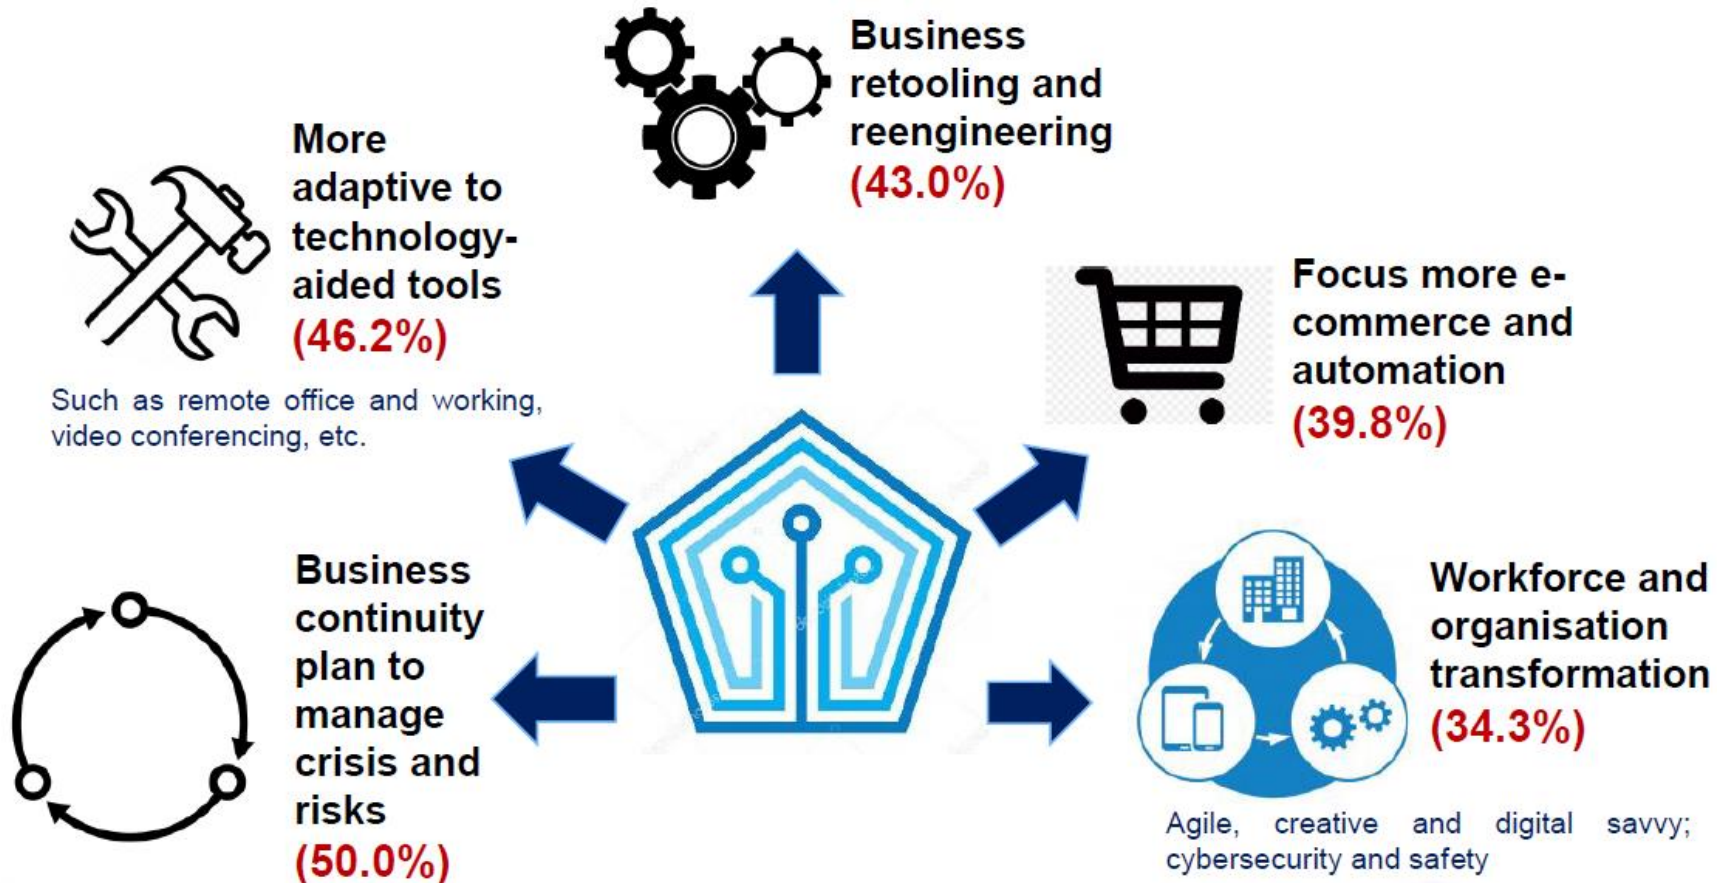 Business
retooling and
reengineering
(43.0%)
More
adaptive to
technology-
aided tools
(46.2%)
Such as remote office and working,
video conferencing, etc.
Focus more e-
commerce and
automation
(39.8%)
Business
continuity
plan to
manage
crisis and
risks
(50.0%)
Workforce and
organisation
transformation
(34.3%)
Agile, creative and digital savvy;
cybersecurity and safety